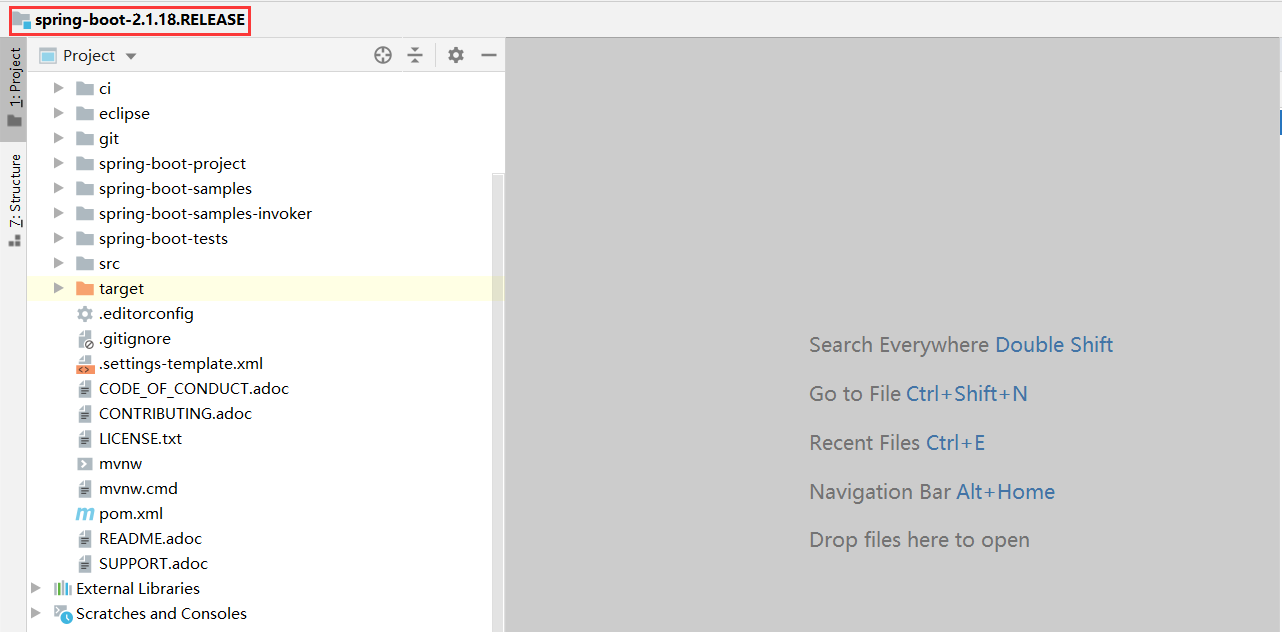 spring-boot-2.1.18.RELEASE
1: Project
7: Structure
Project
ci
eclipse
git
spring-boot-project
spring-boot-samples
spring-boot-samples-invoker
spring-boot-tests
src
target
.editorconfig
.gitignore
.settings-template.xml
CODE_OF_CONDUCT.adoc
CONTRIBUTING.adoc
LICENSE.txt
mvnw
mvnw.cmd
pom.xml
README.adoc
SUPPORT.adoc
External Libraries
Scratches and Consoles
Search Everywhere Double Shift
Go to File Ctrl+Shift+N
Recent Files Ctrl+E
Navigation Bar Alt+Home
Drop files here to open